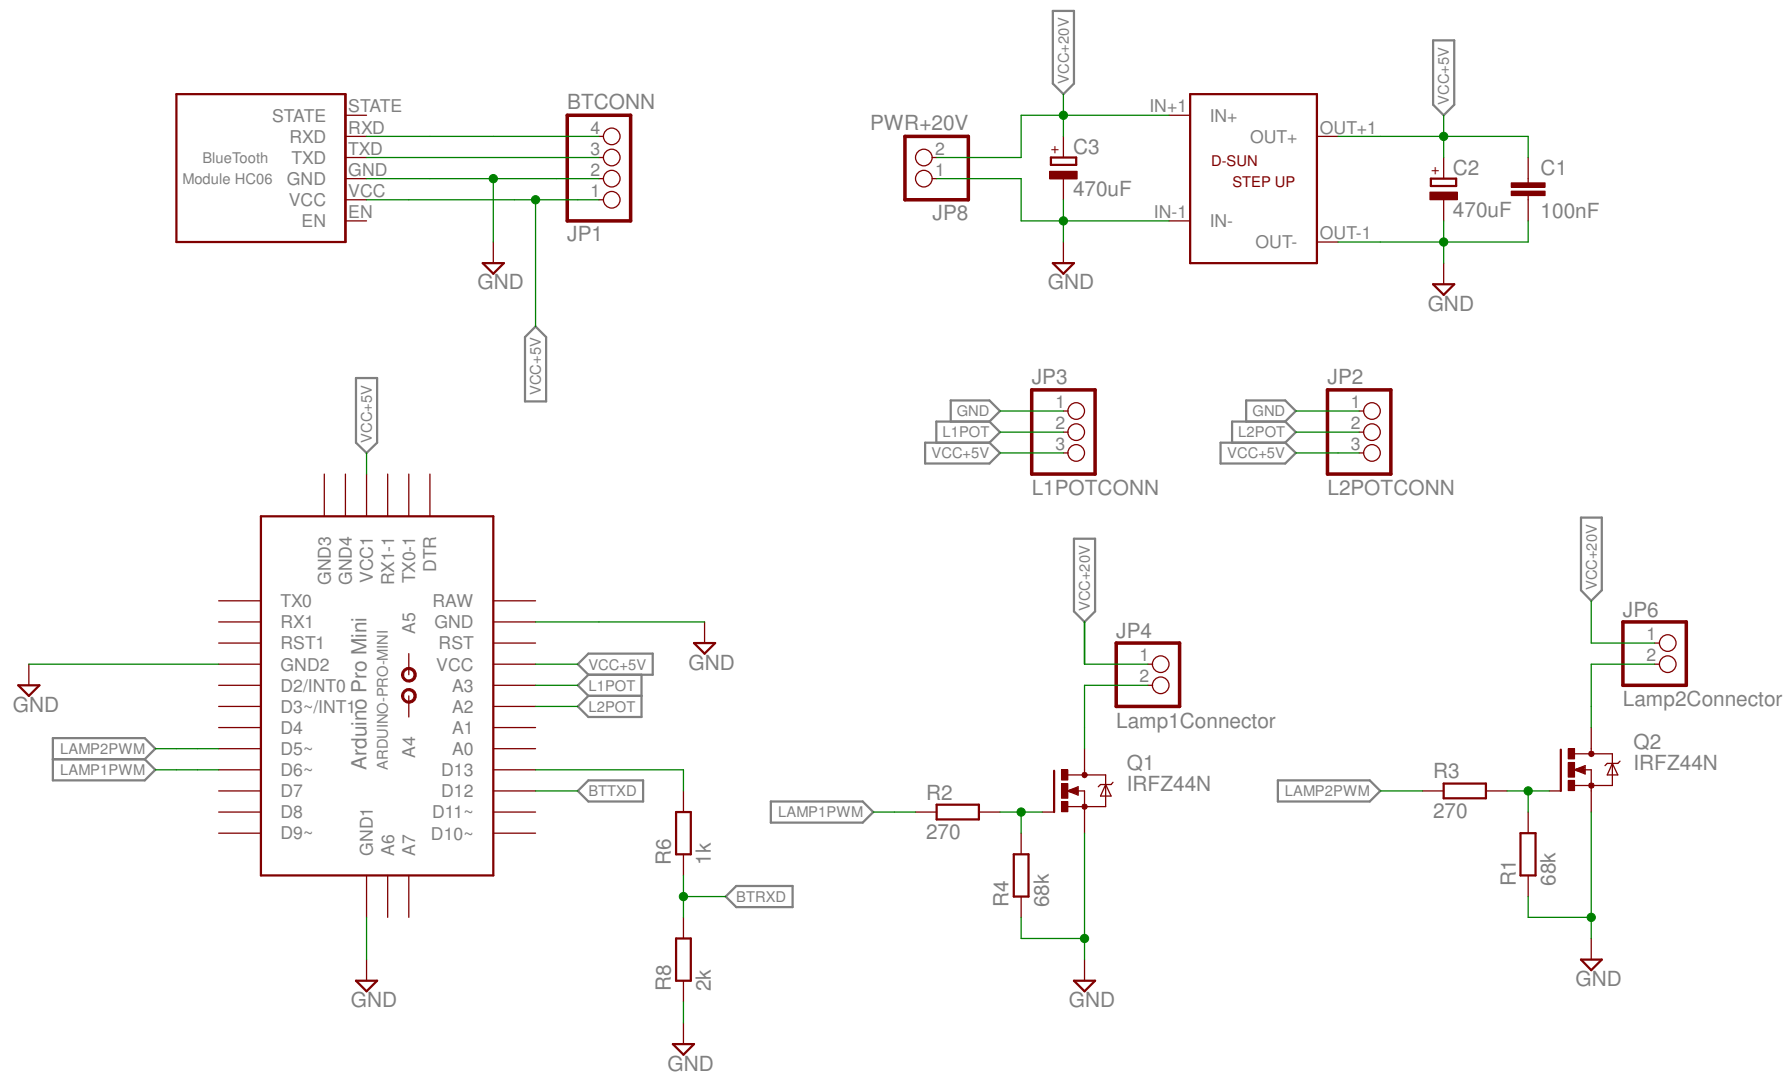 STATE
RXD
TXD
GND
VCC
EN
BlueTooth
Module HC06
STATE
RXD
TXD
GND
VCC
EN
BTCONN
4
3
2
1
JP1
GND
VCC+5V
VCC+20V
PWR+20V
2
1
JP8
+
C3
470uF
GND
IN+1
IN-1
IN+
OUT+
D-SUN
STEP UP
IN-
OUT-
OUT+1
OUT-1
VCC+5V
+
C2
470uF
C1
100nF
GND
JP3
GND
L1POT
VCC+5V
1
2
3
L1POTCONN
JP2
GND
L2POT
VCC+5V
1
2
3
L2POTCONN
VCC+5V
GND3
GND4
VCC1
RX1-1
TX0-1
DTR
TX0
RX1
RST1
GND2
D2/INT0
D3~/INT1
D4
D5~
D6~
D7
D8
D9~
Arduino Pro Mini
ARDUINO-PRO-MINI
A5
A4
RAW
GND
RST
VCC
A3
A2
A1
A0
D13
D12
D11~
D10~
GND1
A6
A7
GND
LAMP2PWM
LAMP1PWM
GND
GND
VCC+5V
L1POT
L2POT
BTTXD
R6
1k
BTRXD
R8
2k
GND
VCC+20V
JP4
1
2
Lamp1Connector
Q1
IRFZ44N
LAMP1PWM
R2
270
R4
68k
GND
VCC+20V
JP6
1
2
Lamp2Connector
Q2
IRFZ44N
LAMP2PWM
R3
270
R1
68k
GND